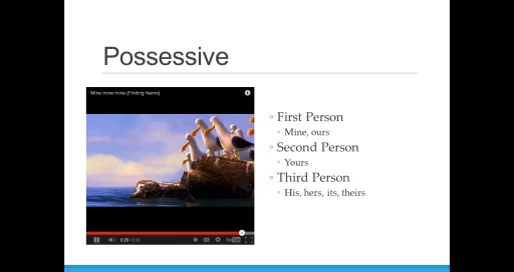 Possessive
Mine mine mine (Finding Nemo)
First Person
Mine, ours
Second Person
Yours
Third Person
His, hers, its, theirs